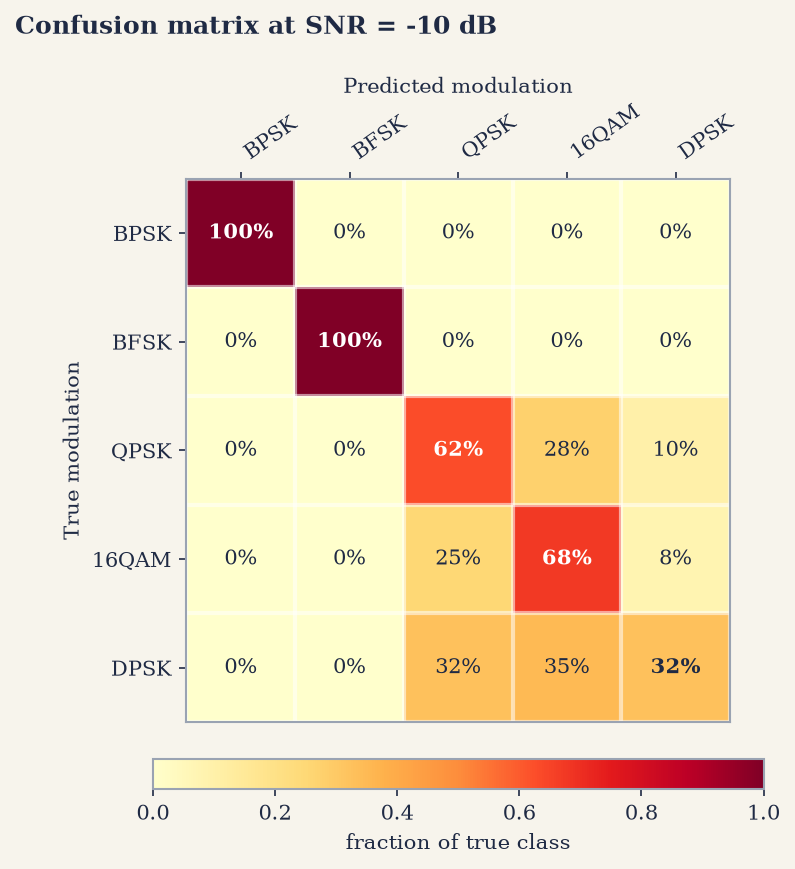 Confusion matrix at SNR = -10 dB
Predicted modulation
BPSK BFSK QPSK 16QAM DPSK
True modulation
BPSK 100% 0% 0% 0% 0%
BFSK 0% 100% 0% 0% 0%
QPSK 0% 0% 62% 28% 10%
16QAM 0% 0% 25% 68% 8%
DPSK 0% 0% 32% 35% 32%
0.0 0.2 0.4 0.6 0.8 1.0
fraction of true class